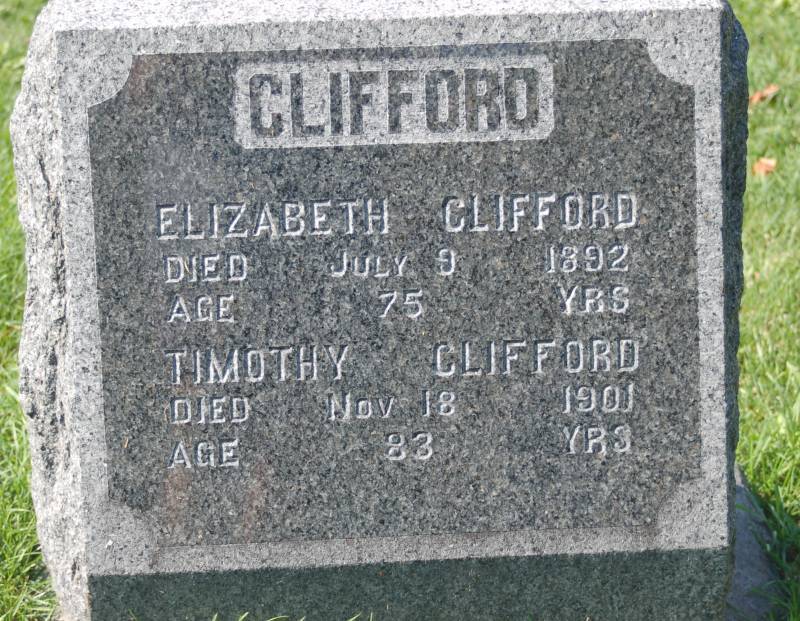 CLIFFORD
ELIZABETH CLIFFORD
DIED JULY 9 1892
AGE 75 YRS
TIMOTHY CLIFFORD
DIED NOV 18 1901
AGE 83 YRS